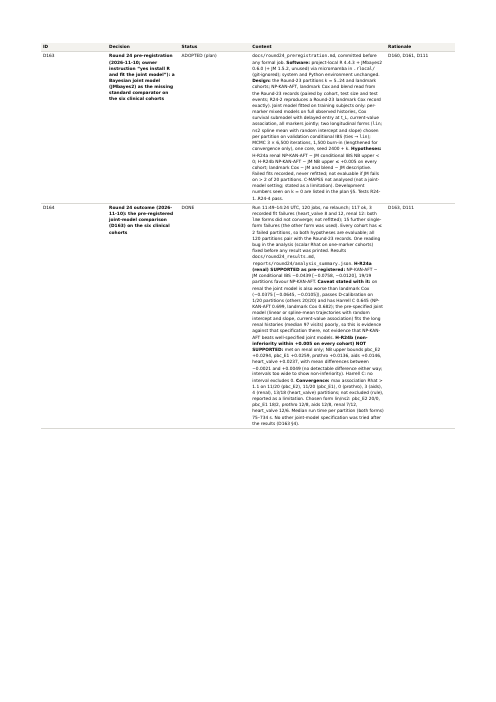 ID Decision Status Content Rationale
D163 Round 24 pre-registration (2026-11-10; owner instruction "yes install R and fit the joint model"): a Bayesian joint model (JMbayes2) as the missing standard comparator on the six clinical cohorts ADOPTED (plan)
docs/round24_preregistration.md, committed before
any formal job. Software: project-local R 4.4.3 + JMbayes2
0.6.0 (+ JM 1.5.2, unused) via micromamba in .rlocal/
(git-ignored); system and Python environment unchanged.
Design: the Round-23 partitions k = 5..24 and landmark
cohorts; NP-KAN-AFT, landmark Cox and blend read from
the Round-23 records (paired by cohort, test size and test
events; R24-2 reproduces a Round-23 landmark Cox record
exactly). Joint model fitted on training subjects only: per-
marker mixed models on full observed histories, Cox
survival submodel with delayed entry at t_L, current-value
association, all markers jointly; two longitudinal forms (lin;
ns2 spline mean with random intercept and slope) chosen
per partition on validation conditional IBS (ties → lin).
MCMC 3 × 6,500 iterations, 1,500 burn-in (lengthened for
convergence only), one core, seed 2400 + k. Hypotheses:
H-R24a renal NP-KAN-AFT − JM conditional IBS NB upper <
0; H-R24b NP-KAN-AFT − JM NB upper < +0.005 on every
cohort; landmark Cox − JM and blend − JM descriptive.
Failed fits recorded, never refitted; not evaluable if JM fails
on > 2 of 20 partitions. C-MAPSS not analysed (not a joint-
model setting; stated as a limitation). Development
numbers seen on k = 0 are listed in the plan §5. Tests R24-
1, R24-4 pass.
D160, D161, D111
D164 Round 24 outcome (2026-11-10): the pre-registered joint-model comparison (D163) on the six clinical cohorts DONE
Run 11:49–14:24 UTC, 120 jobs, no relaunch; 117 ok, 3
recorded fit failures (heart_valve 8 and 12, renal 12: both
forms did not converge; not refitted); 15 further single-
form failures (the other form was used). Every cohort has ≤
2 failed partitions, so both hypotheses are evaluable; all
120 partitions pair with the Round-23 records. One reading
bug in the analysis (scalar Rhat on one-marker cohorts)
fixed before any result was printed. Results
docs/round24_results.md,
reports/round24/analysis_summary.json. H-R24a
(renal) SUPPORTED as pre-registered: NP-KAN-AFT −
JM conditional IBS −0.0439 [−0.0758, −0.0120], 19/19
partitions favour NP-KAN-AFT. Caveat stated with it: on
renal the joint model is also worse than landmark Cox
(−0.0375 [−0.0645, −0.0105]), passes D-calibration on
1/20 partitions (others 20/20) and has Harrell C 0.605 (NP-
KAN-AFT 0.699, landmark Cox 0.682); the pre-specified joint
model (linear or spline-mean trajectories with random
intercept and slope, current-value association) fits the long
renal histories (median 97 visits) poorly, so this is evidence
against this specification, not evidence that NP-KAN-
AFT beats well-specified joint models. H-R24b (non-
inferiority within +0.005 on every cohort) NOT
SUPPORTED: met on renal only; NB upper bounds pbc_E2
+0.0290, pbc_E1 +0.0259, prothro +0.0136, aids +0.0186,
heart_valve +0.0237, with mean differences between
−0.0021 and +0.0049 (no detectable difference either way;
intervals too wide to show non-inferiority). Harrell C: no
interval excludes 0. Convergence: max association Rhat >
1.1 on 11/20 (pbc_E2), 11/20 (pbc_E1), 0 (prothro), 3 (aids),
4 (renal), 13/18 (heart_valve) partitions; not excluded (rule),
reported as a limitation. Chosen form lin/ns2: pbc_E2 20/0,
pbc_E1 18/2, prothro 12/8, aids 12/8, renal 7/12,
heart_valve 12/6. Median run time per partition (both forms)
75–734 s. No other joint-model specification was tried after
the results (D163 §4).
D163, D111